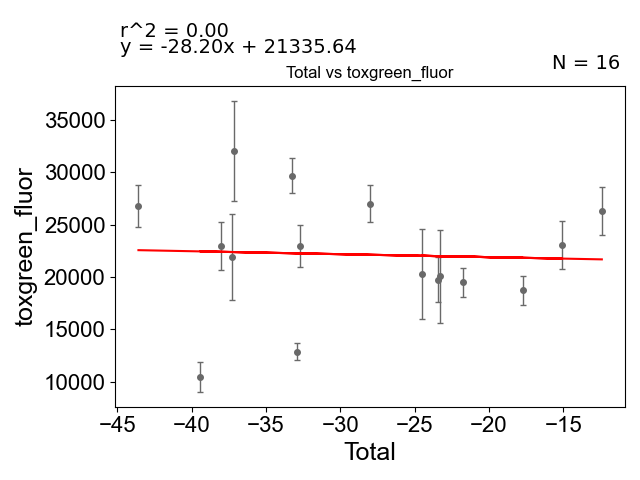 r^2 = 0.00
y = -28.20x + 21335.64
N = 16
Total vs toxgreen_fluor
35000
30000
25000
20000
15000
10000
toxgreen_fluor
−45 −40 −35 −30 −25 −20 −15
Total